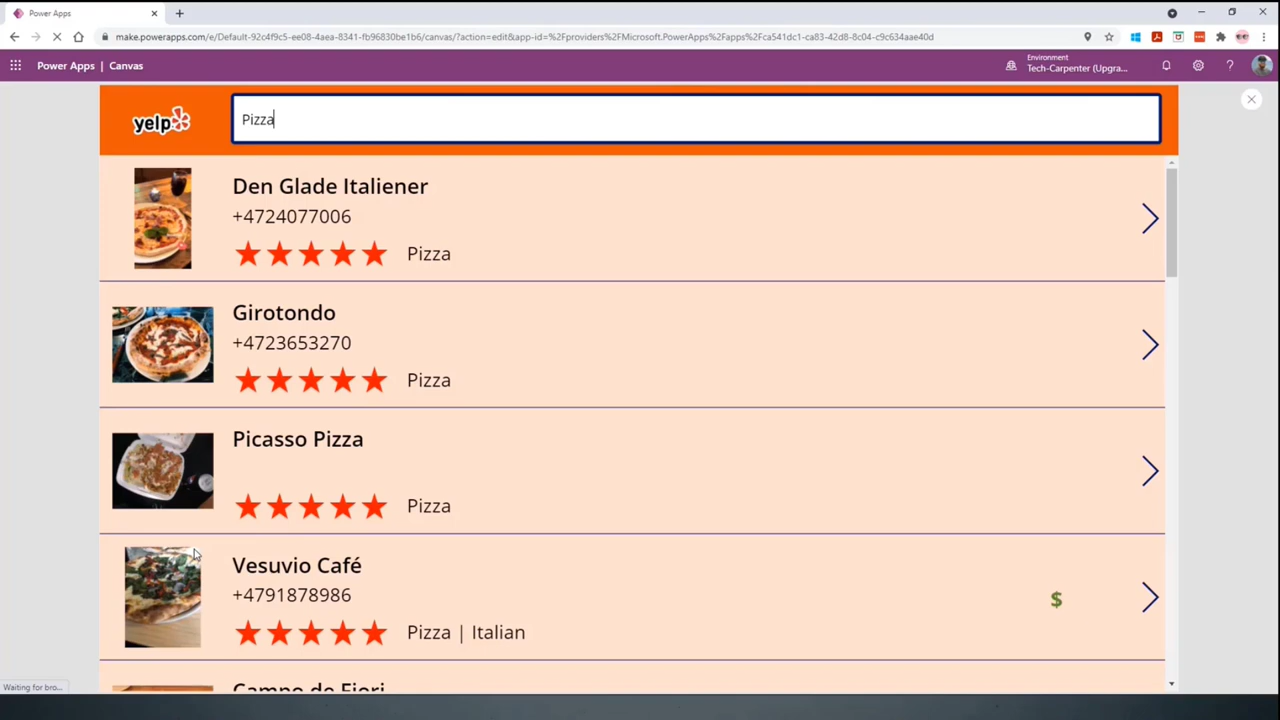 Power Apps
make.powerapps.com/e/Default-92c4f9c5-ee08-4aea-8341-fb96830be1b6/canvas/?action=edit&app-id=%2Fproviders%2FMicrosoft.PowerApps%2Fapps%2Fca541dc1-ca83-42d8-8c04-c9c634aae40d
Power Apps | Canvas
Environment
Tech-Carpenter (Upgra...
yelp
Pizza
Den Glade Italiener
+4724077006
Pizza
Girotondo
+4723653270
Pizza
Picasso Pizza
Pizza
Vesuvio Café
+4791878986
$
Pizza | Italian
Campo de Fiori
Waiting for bro...